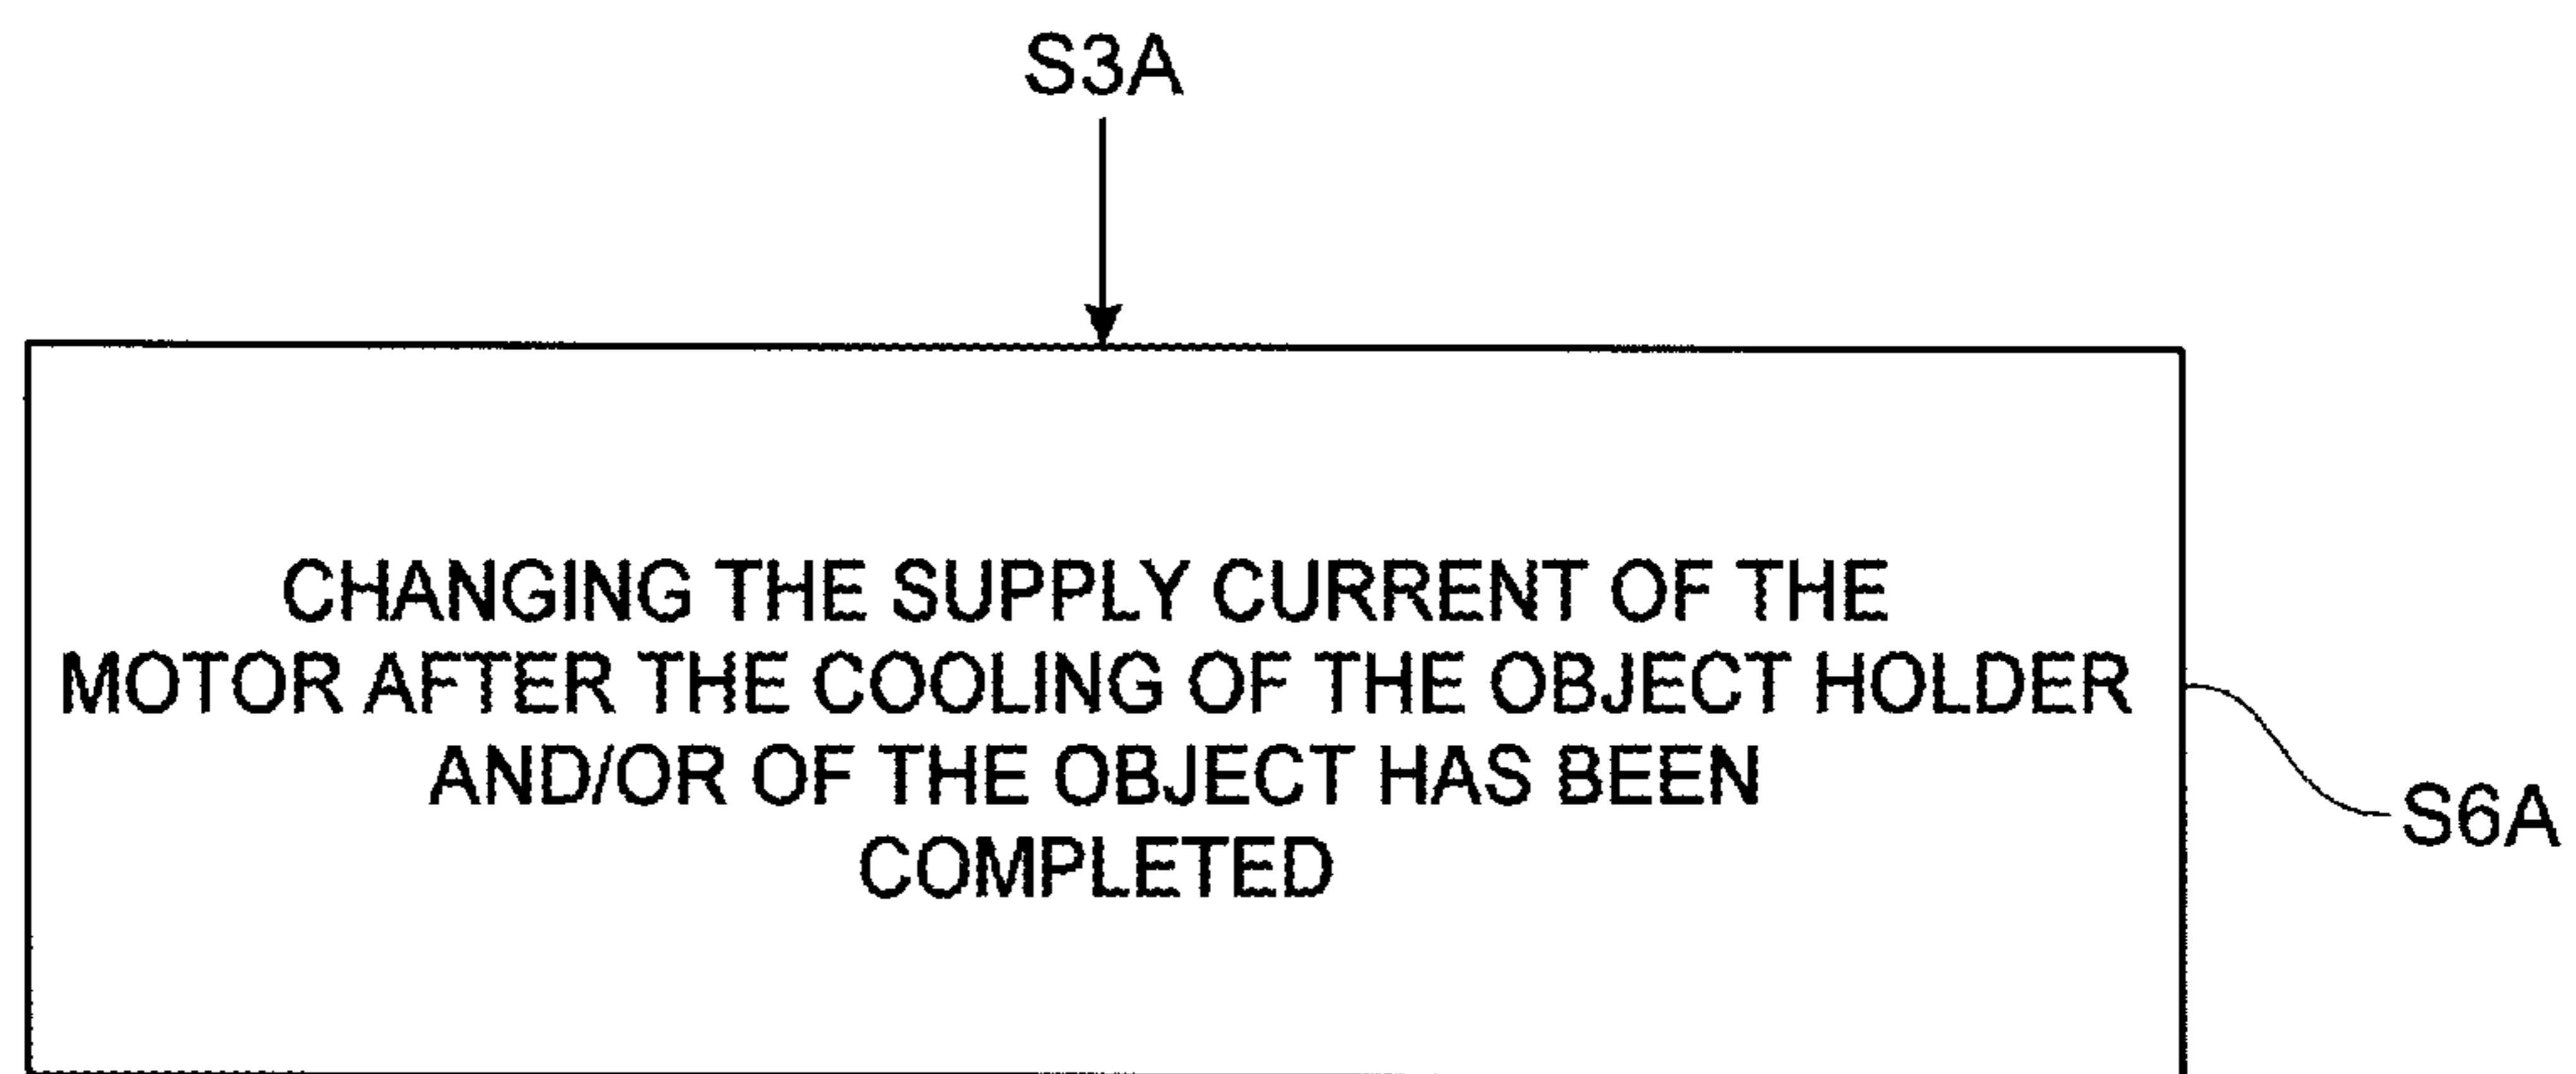 S3A
CHANGING THE SUPPLY CURRENT OF THE
MOTOR AFTER THE COOLING OF THE OBJECT HOLDER
AND/OR OF THE OBJECT HAS BEEN
COMPLETED
S6A